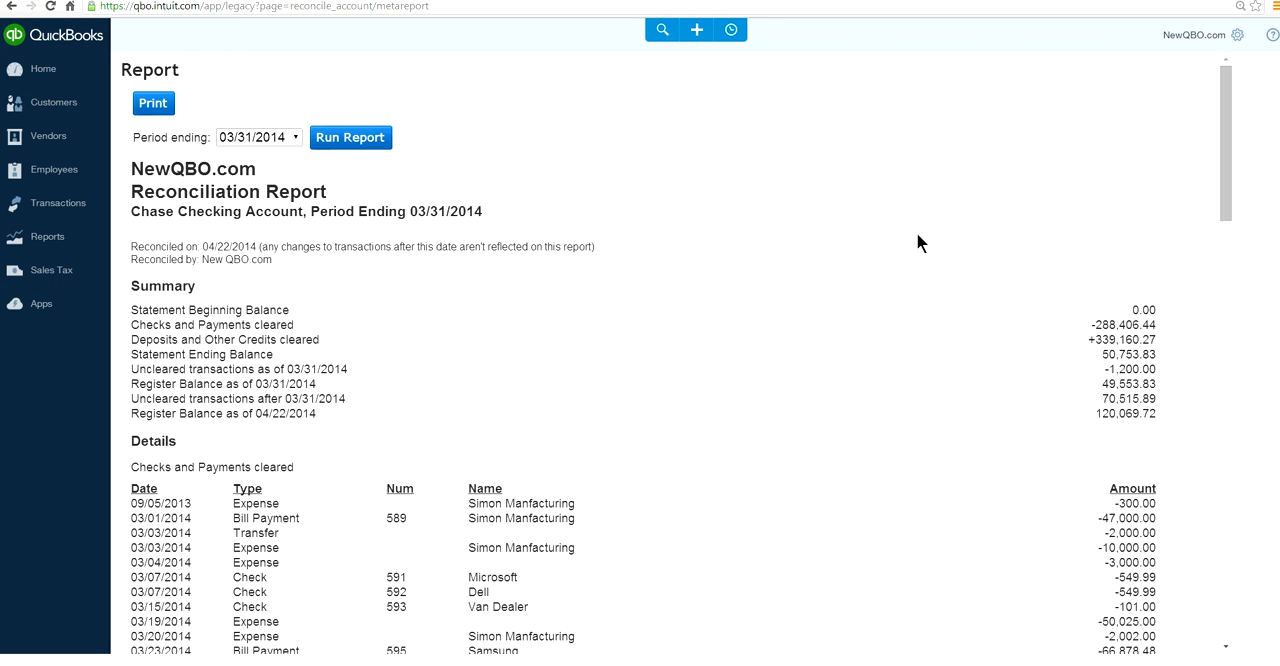 https://qbo.intuit.com/app/legacy?page=reconcile_account/metareport
qb QuickBooks
NewQBO.com
Home
Customers
Vendors
Employees
Transactions
Reports
Sales Tax
Apps
Report
Print
Period ending: 03/31/2014 Run Report
NewQBO.com
Reconciliation Report
Chase Checking Account, Period Ending 03/31/2014
Reconciled on: 04/22/2014 (any changes to transactions after this date aren't reflected on this report)
Reconciled by: New QBO com
Summary
Statement Beginning Balance 0.00
Checks and Payments cleared -288,406.44
Deposits and Other Credits cleared +339,160.27
Statement Ending Balance 50,753.83
Uncleared transactions as of 03/31/2014 -1,200.00
Register Balance as of 03/31/2014 49,553.83
Uncleared transactions after 03/31/2014 70,515.89
Register Balance as of 04/22/2014 120,069.72
Details
Checks and Payments cleared
Date Type Num Name Amount
09/05/2013 Expense Simon Manfacturing -300.00
03/01/2014 Bill Payment 589 Simon Manfacturing -47,000.00
03/03/2014 Transfer -2,000.00
03/03/2014 Expense Simon Manfacturing -10,000.00
03/04/2014 Expense -3,000.00
03/07/2014 Check 591 Microsoft -549.99
03/07/2014 Check 592 Dell -549.99
03/15/2014 Check 593 Van Dealer -101.00
03/19/2014 Expense -50,025.00
03/20/2014 Expense Simon Manfacturing -2,002.00
03/23/2014 Bill Payment 595 Samsung -66,878.48